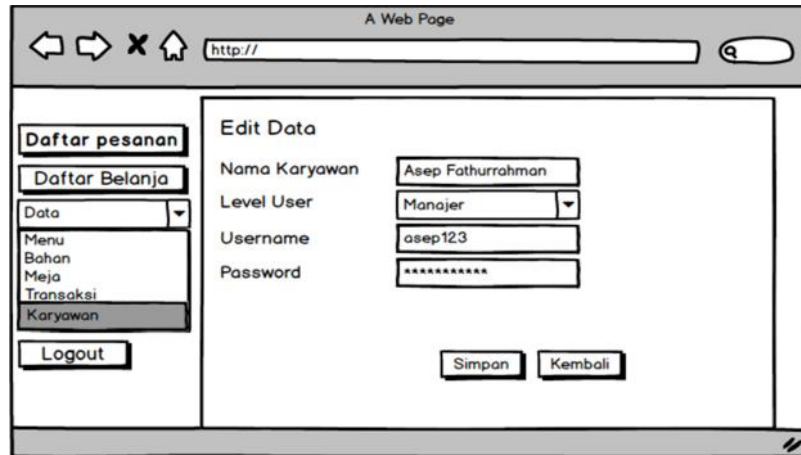 A Web Page
http://
Daftar pesanan
Daftar Belanja
Data
Menu
Bahan
Meja
Transaksi
Karyawan
Logout
Edit Data
Nama Karyawan Asep Fathurrahman
Level User Manajer
Username asep123
Password ***********
Simpan Kembali